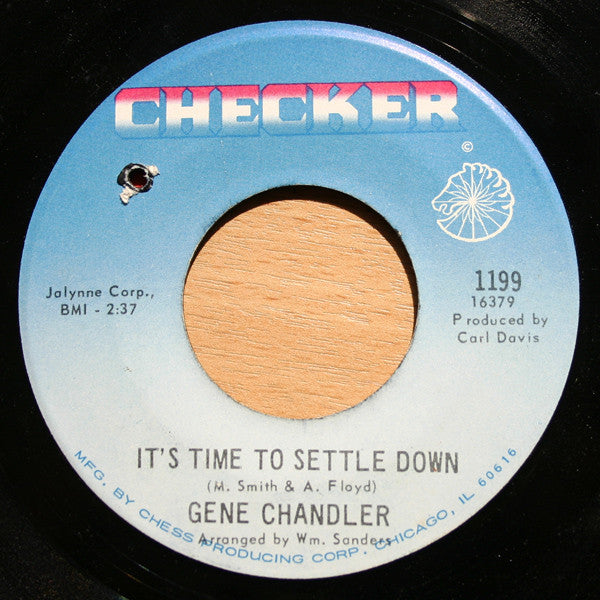 CHECKER
©
Jalynne Corp.,
BMI - 2:37
1199
16379
Produced by
Carl Davis
IT'S TIME TO SETTLE DOWN
(M. Smith & A. Floyd)
GENE CHANDLER
Arranged by Wm. Sanders
MFG. BY CHESS PRODUCING CORP. CHICAGO, IL 60616